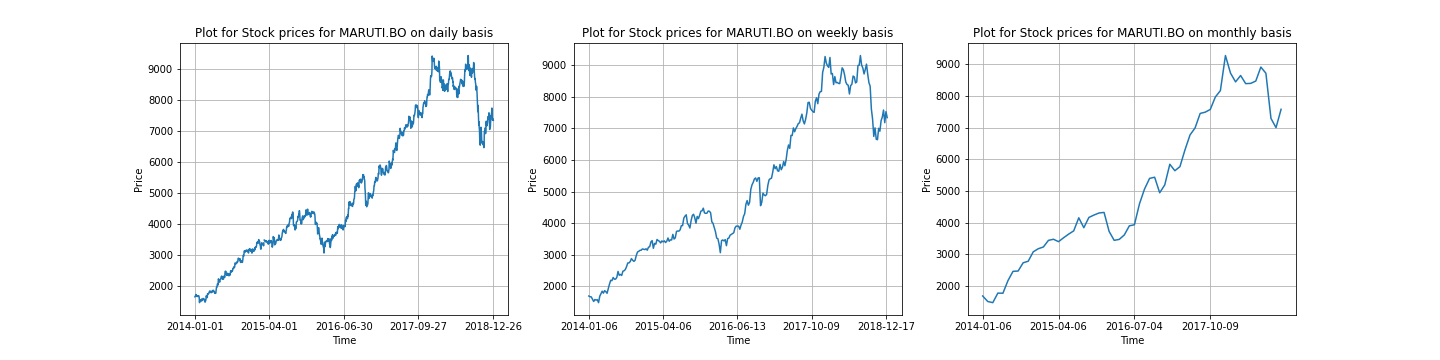 Plot for Stock prices for MARUTI.BO on daily basis
Price
9000
8000
7000
6000
5000
4000
3000
2000
2014-01-01 2015-04-01 2016-06-30 2017-09-27 2018-12-26
Time
Plot for Stock prices for MARUTI.BO on weekly basis
Price
9000
8000
7000
6000
5000
4000
3000
2000
2014-01-06 2015-04-06 2016-06-13 2017-10-09 2018-12-17
Time
Plot for Stock prices for MARUTI.BO on monthly basis
Price
9000
8000
7000
6000
5000
4000
3000
2000
2014-01-06 2015-04-06 2016-07-04 2017-10-09
Time